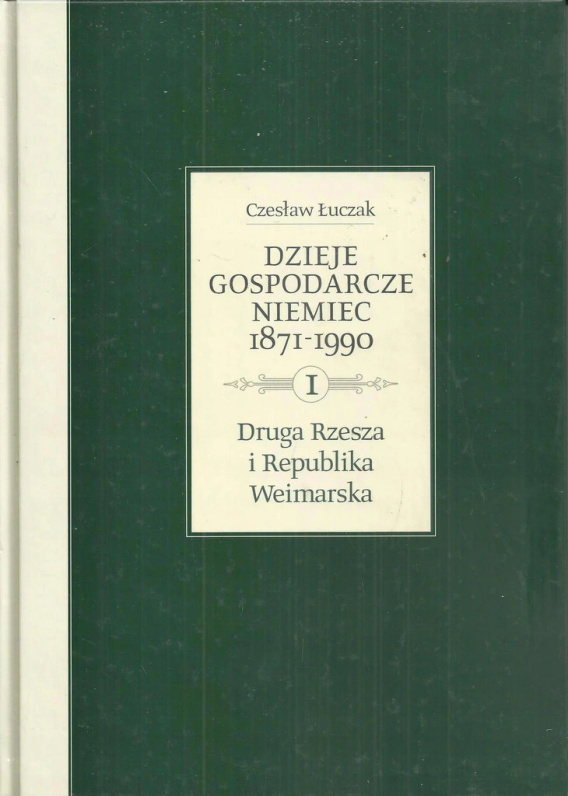 Czesław Łuczak
DZIEJE
GOSPODARCZE
NIEMIEC
1871-1990
I
Druga Rzesza
i Republika
Weimarska